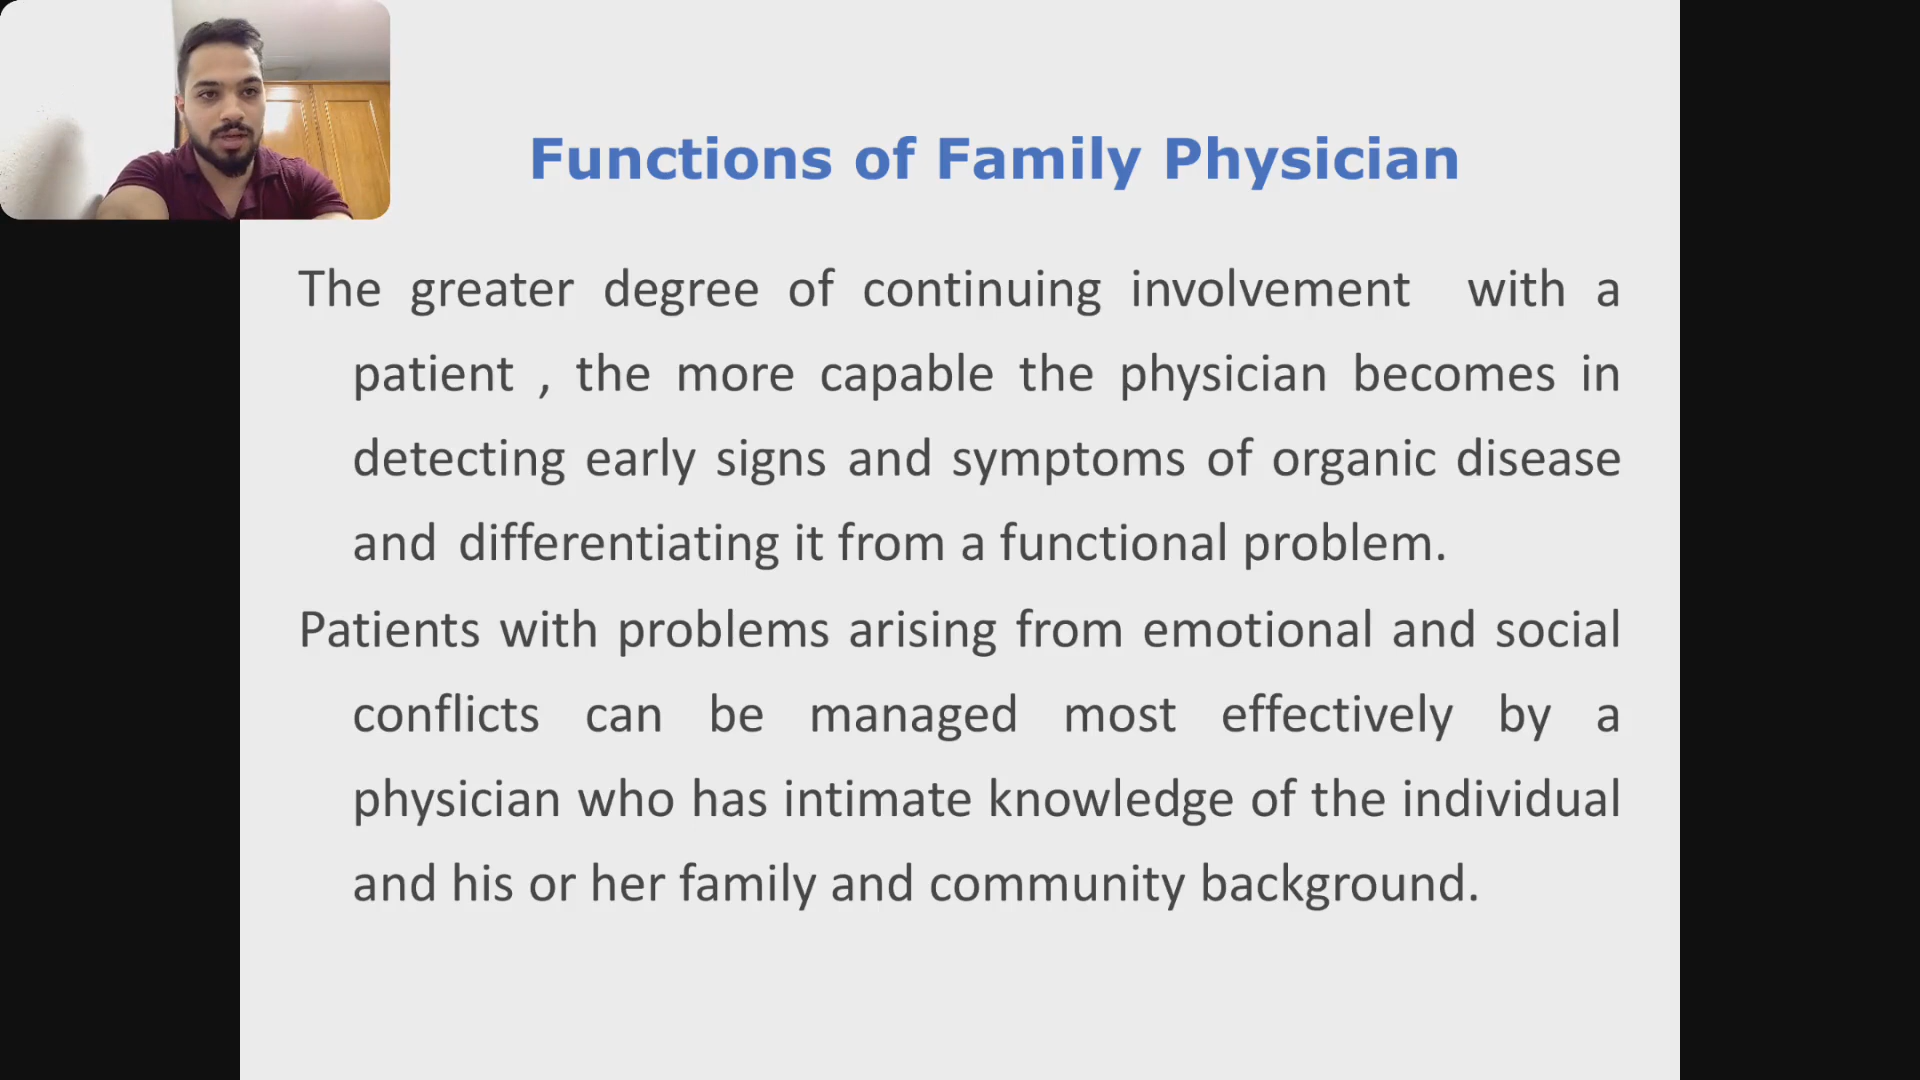 Functions of Family Physician
The greater degree of continuing involvement with a
patient , the more capable the physician becomes in
detecting early signs and symptoms of organic disease
and differentiating it from a functional problem.
Patients with problems arising from emotional and social
conflicts can be managed most effectively by a
physician who has intimate knowledge of the individual
and his or her family and community background.